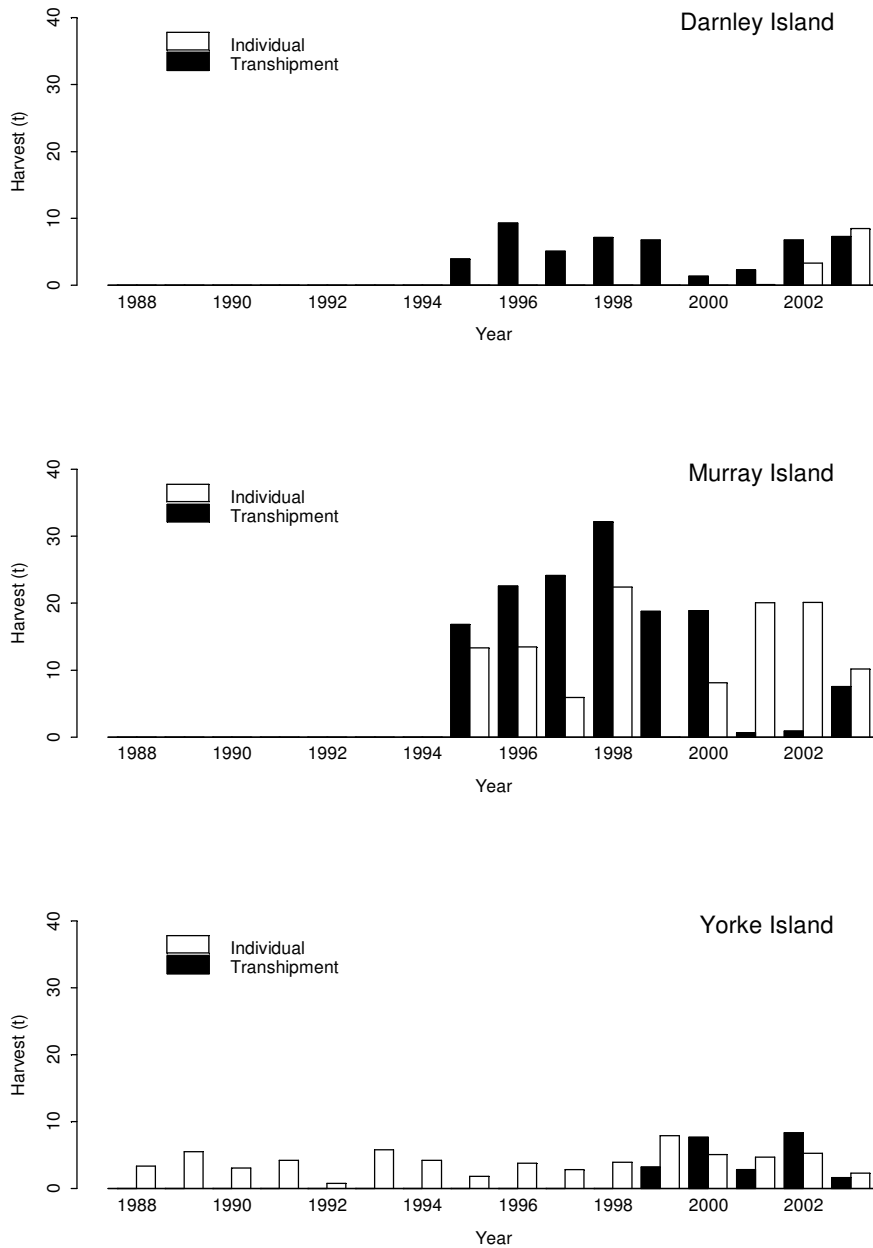 Darnley Island
Individual
Transhipment
Harvest (t)
0 10 20 30 40
1988 1990 1992 1994 1996 1998 2000 2002
Year
Murray Island
Individual
Transhipment
Harvest (t)
0 10 20 30 40
1988 1990 1992 1994 1996 1998 2000 2002
Year
Yorke Island
Individual
Transhipment
Harvest (t)
0 10 20 30 40
1988 1990 1992 1994 1996 1998 2000 2002
Year